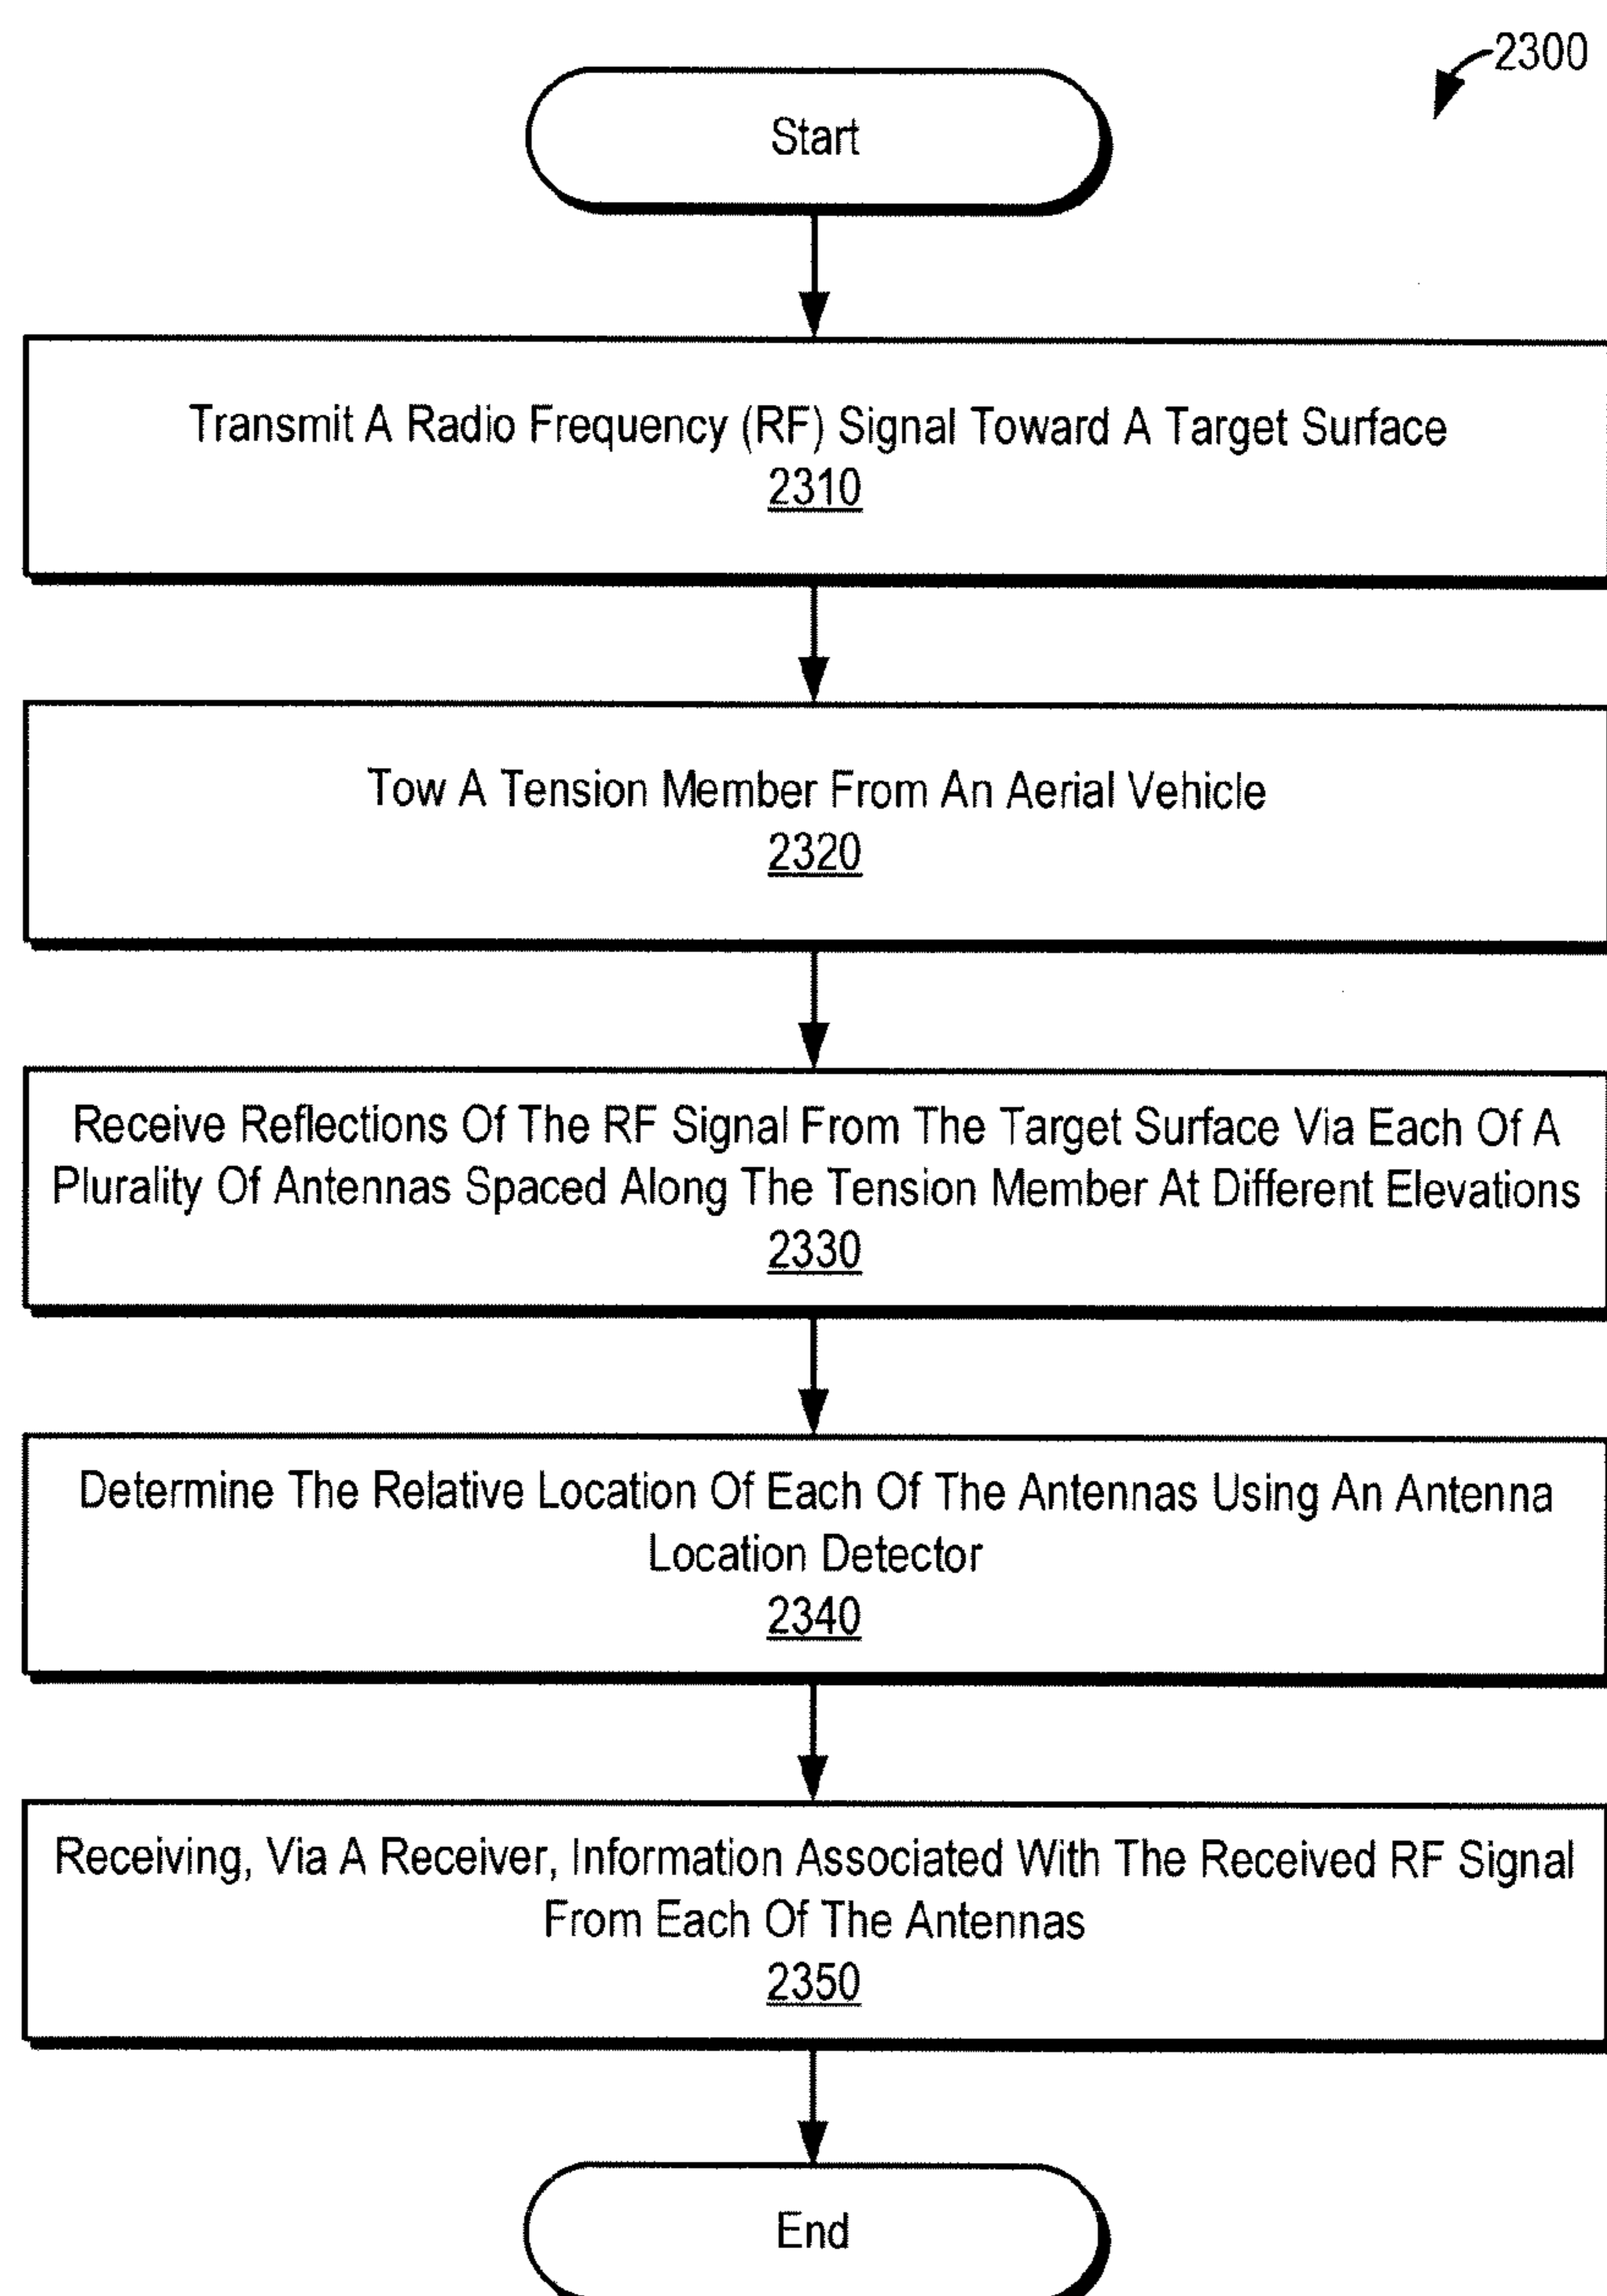 2300
Start
Transmit A Radio Frequency (RF) Signal Toward A Target Surface
2310
Tow A Tension Member From An Aerial Vehicle
2320
Receive Reflections Of The RF Signal From The Target Surface Via Each Of A
Plurality Of Antennas Spaced Along The Tension Member At Different Elevations
2330
Determine The Relative Location Of Each Of The Antennas Using An Antenna
Location Detector
2340
Receiving, Via A Receiver, Information Associated With The Received RF Signal
From Each Of The Antennas
2350
End